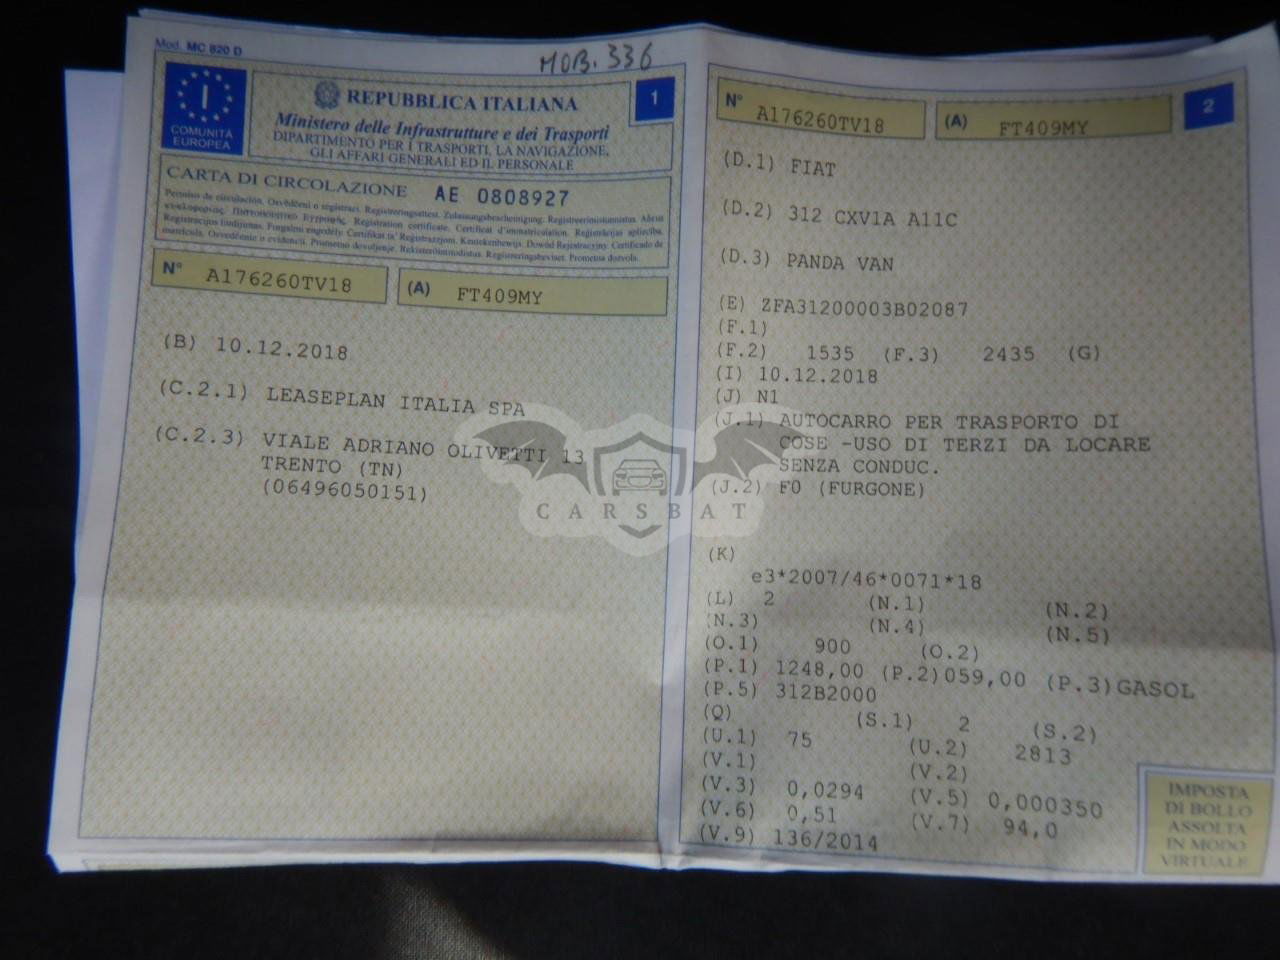 Mod. MC 820 D
MOB. 336
I
COMUNITÀ
EUROPEA
REPUBBLICA ITALIANA
1
Ministero delle Infrastrutture e dei Trasporti
DIPARTIMENTO PER I TRASPORTI, LA NAVIGAZIONE,
GLI AFFARI GENERALI ED IL PERSONALE
CARTA DI CIRCOLAZIONE AE 0808927
N° A176260TV18 (A) FT409MY
(B) 10.12.2018
(C.2.1) LEASEPLAN ITALIA SPA
(C.2.3) VIALE ADRIANO OLIVETTI 13
TRENTO (TN)
(06496050151)
N° A176260TV18 (A) FT409MY
2
(D.1) FIAT
(D.2) 312 CXV1A A11C
(D.3) PANDA VAN
(E) ZFA31200003B02087
(F.1)
(F.2) 1535 (F.3) 2435 (G)
(I) 10.12.2018
(J) N1
(J.1) AUTOCARRO PER TRASPORTO DI
COSE -USO DI TERZI DA LOCARE
SENZA CONDUC.
(J.2) F0 (FURGONE)
(K)
e3*2007/46*0071*18
(L) 2 (N.1) (N.2)
(N.3) (N.4) (N.5)
(O.1) 900 (O.2)
(P.1) 1248,00 (P.2)059,00 (P.3)GASOL
(P.5) 312B2000
(Q) (S.1) 2 (S.2)
(U.1) 75 (U.2) 2813
(V.1) (V.2)
(V.3) 0,0294 (V.5) 0,000350
(V.6) 0,51 (V.7) 94,0
(V.9) 136/2014
IMPOSTA
DI BOLLO
ASSOLTA
IN MODO
VIRTUALE
CARSBAT